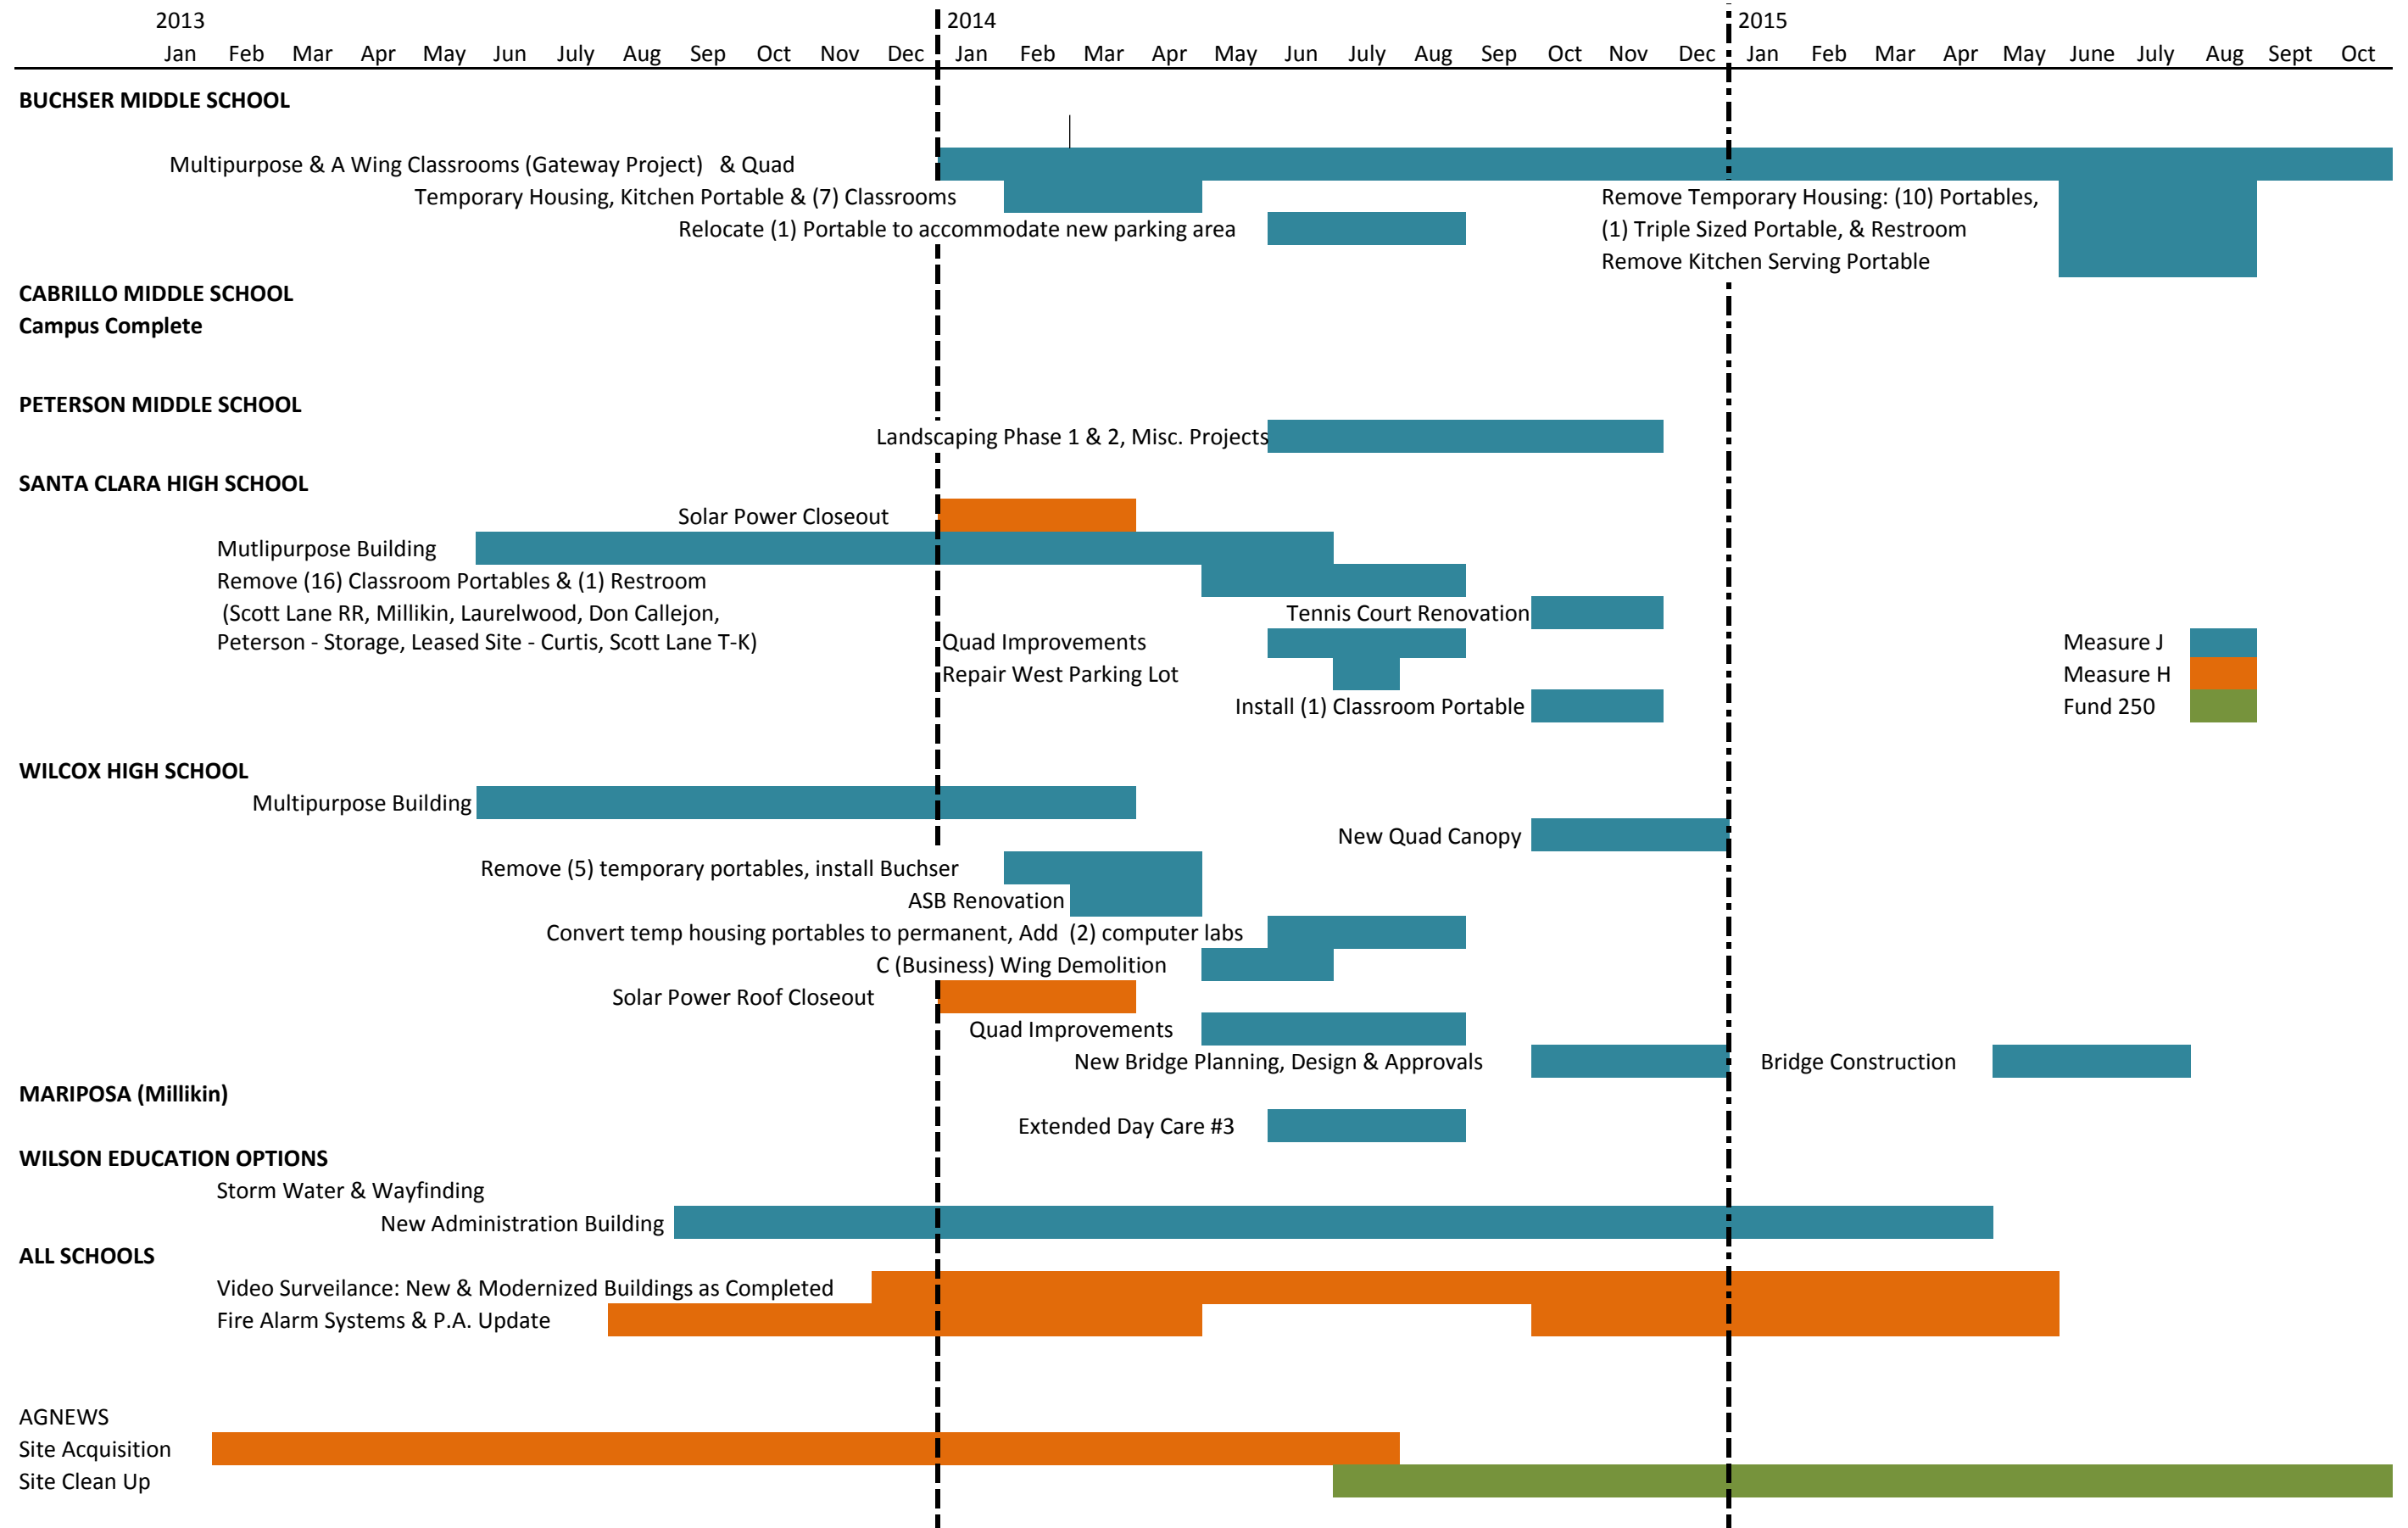 2013 2014 2015
Jan Feb Mar Apr May Jun July Aug Sep Oct Nov Dec Jan Feb Mar Apr May Jun July Aug Sep Oct Nov Dec Jan Feb Mar Apr May June July Aug Sept Oct
BUCHSER MIDDLE SCHOOL
Multipurpose & A Wing Classrooms (Gateway Project) & Quad
Temporary Housing, Kitchen Portable & (7) Classrooms Remove Temporary Housing: (10) Portables,
Relocate (1) Portable to accommodate new parking area (1) Triple Sized Portable, & Restroom
Remove Kitchen Serving Portable
CABRILLO MIDDLE SCHOOL
Campus Complete
PETERSON MIDDLE SCHOOL
Landscaping Phase 1 & 2, Misc. Projects
SANTA CLARA HIGH SCHOOL
Solar Power Closeout
Mutlipurpose Building
Remove (16) Classroom Portables & (1) Restroom
(Scott Lane RR, Millikin, Laurelwood, Don Callejon, Tennis Court Renovation
Peterson - Storage, Leased Site - Curtis, Scott Lane T-K) Quad Improvements Measure J
Repair West Parking Lot Measure H
Install (1) Classroom Portable Fund 250
WILCOX HIGH SCHOOL
Multipurpose Building
New Quad Canopy
Remove (5) temporary portables, install Buchser
ASB Renovation
Convert temp housing portables to permanent, Add (2) computer labs
C (Business) Wing Demolition
Solar Power Roof Closeout
Quad Improvements
New Bridge Planning, Design & Approvals Bridge Construction
MARIPOSA (Millikin)
Extended Day Care #3
WILSON EDUCATION OPTIONS
Storm Water & Wayfinding
New Administration Building
ALL SCHOOLS
Video Surveilance: New & Modernized Buildings as Completed
Fire Alarm Systems & P.A. Update
AGNEWS
Site Acquisition
Site Clean Up